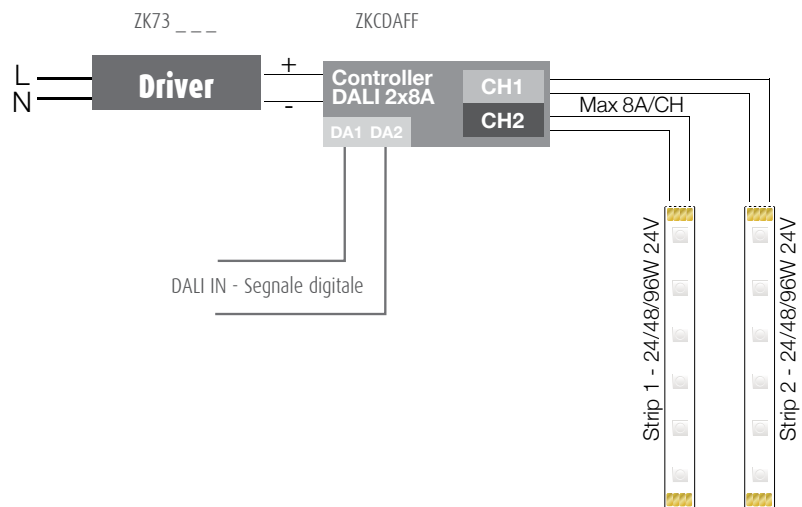 ZK73 _ _ _
ZKCDAFF
L
N
Driver
+
-
Controller
DALI 2x8A
CH1
CH2
DA1 DA2
Max 8A/CH
DALI IN - Segnale digitale
Strip 1 - 24/48/96W 24V
Strip 2 - 24/48/96W 24V